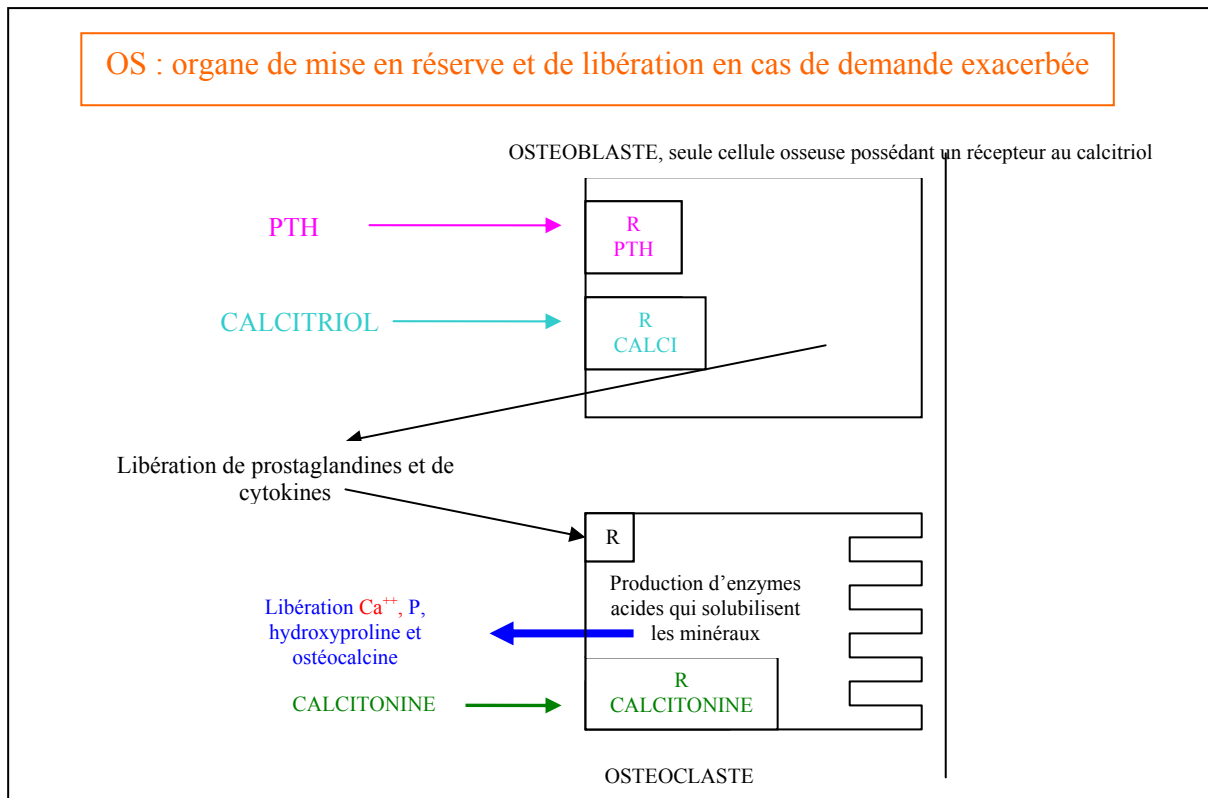 OS : organe de mise en réserve et de libération en cas de demande exacerbée
OSTEOBLASTE, seule cellule osseuse possédant un récepteur au calcitriol
PTH
R
PTH
CALCITRIOL
R
CALCI
Libération de prostaglandines et de
cytokines
R
Production d'enzymes
acides qui solubilisent
les minéraux
Libération Ca⁺⁺, P,
hydroxyproline et
ostéocalcine
CALCITONINE
R
CALCITONINE
OSTEOCLASTE